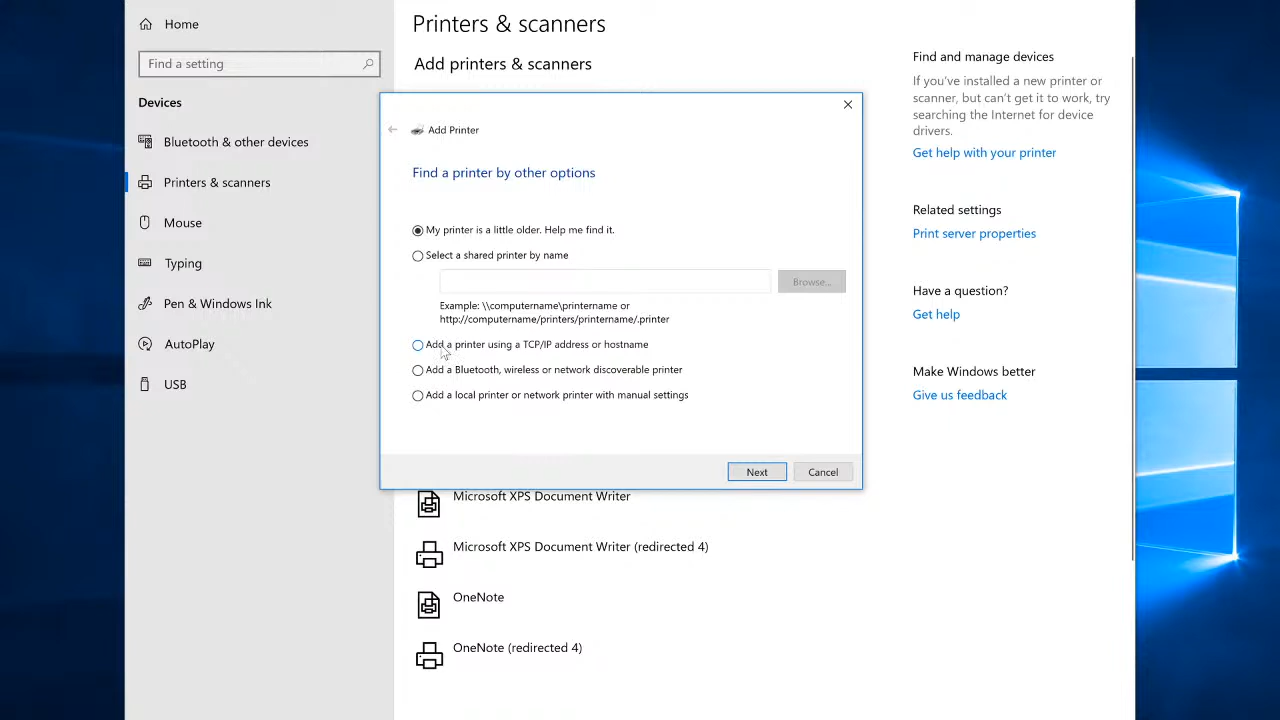 Home
Find a setting
Devices
Bluetooth & other devices
Printers & scanners
Mouse
Typing
Pen & Windows Ink
AutoPlay
USB
Printers & scanners
Add printers & scanners
Add Printer
Find a printer by other options
My printer is a little older. Help me find it.
Select a shared printer by name
Browse...
Example: \\computername\printername or
http://computername/printers/printername/.printer
Add a printer using a TCP/IP address or hostname
Add a Bluetooth, wireless or network discoverable printer
Add a local printer or network printer with manual settings
Next
Cancel
Microsoft XPS Document Writer
Microsoft XPS Document Writer (redirected 4)
OneNote
OneNote (redirected 4)
Find and manage devices
If you've installed a new printer or
scanner, but can't get it to work, try
searching the Internet for device
drivers.
Get help with your printer
Related settings
Print server properties
Have a question?
Get help
Make Windows better
Give us feedback